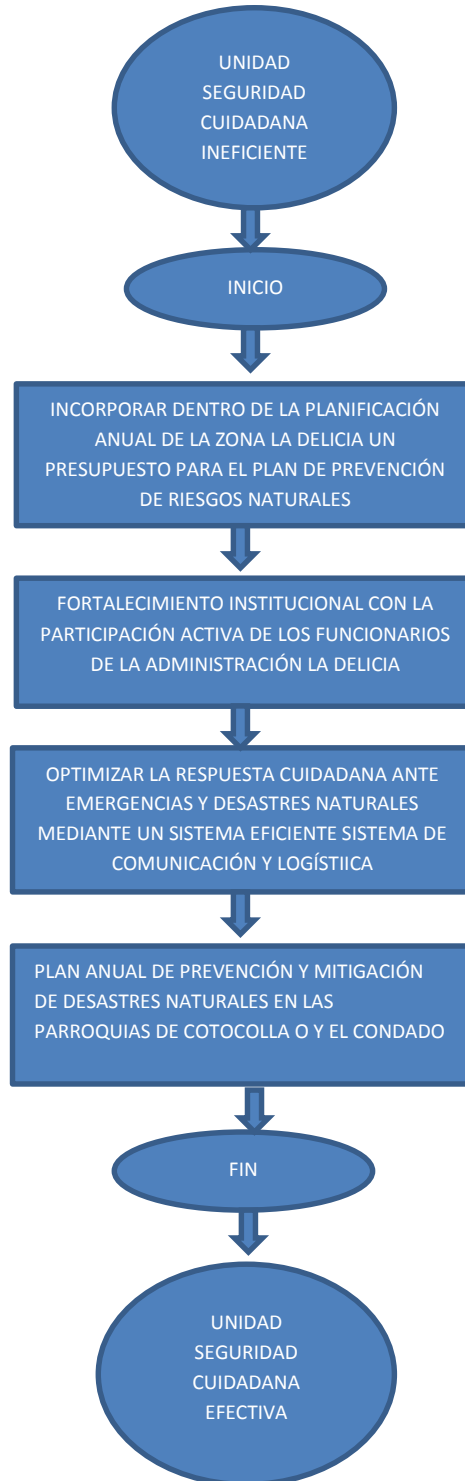 UNIDAD
SEGURIDAD
CUIDADANA
INEFICIENTE
INICIO
INCORPORAR DENTRO DE LA PLANIFICACIÓN
ANUAL DE LA ZONA LA DELICIA UN
PRESUPUESTO PARA EL PLAN DE PREVENCIÓN
DE RIESGOS NATURALES
FORTALECIMIENTO INSTITUCIONAL CON LA
PARTICIPACIÓN ACTIVA DE LOS FUNCIONARIOS
DE LA ADMINISTRACIÓN LA DELICIA
OPTIMIZAR LA RESPUESTA CUIDADANA ANTE
EMERGENCIAS Y DESASTRES NATURALES
MEDIANTE UN SISTEMA EFICIENTE SISTEMA DE
COMUNICACIÓN Y LOGÍSTIICA
PLAN ANUAL DE PREVENCIÓN Y MITIGACIÓN
DE DESASTRES NATURALES EN LAS
PARROQUIAS DE COTOCOLLA O Y EL CONDADO
FIN
UNIDAD
SEGURIDAD
CUIDADANA
EFECTIVA